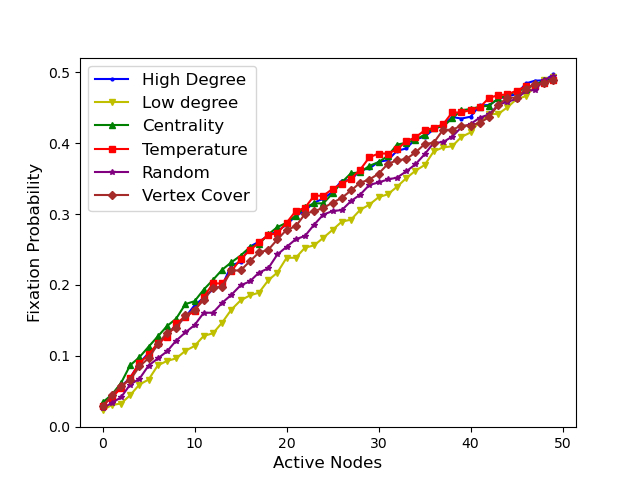 High Degree
Low degree
Centrality
Temperature
Random
Vertex Cover
Fixation Probability
0.5
0.4
0.3
0.2
0.1
0.0
0 10 20 30 40 50
Active Nodes